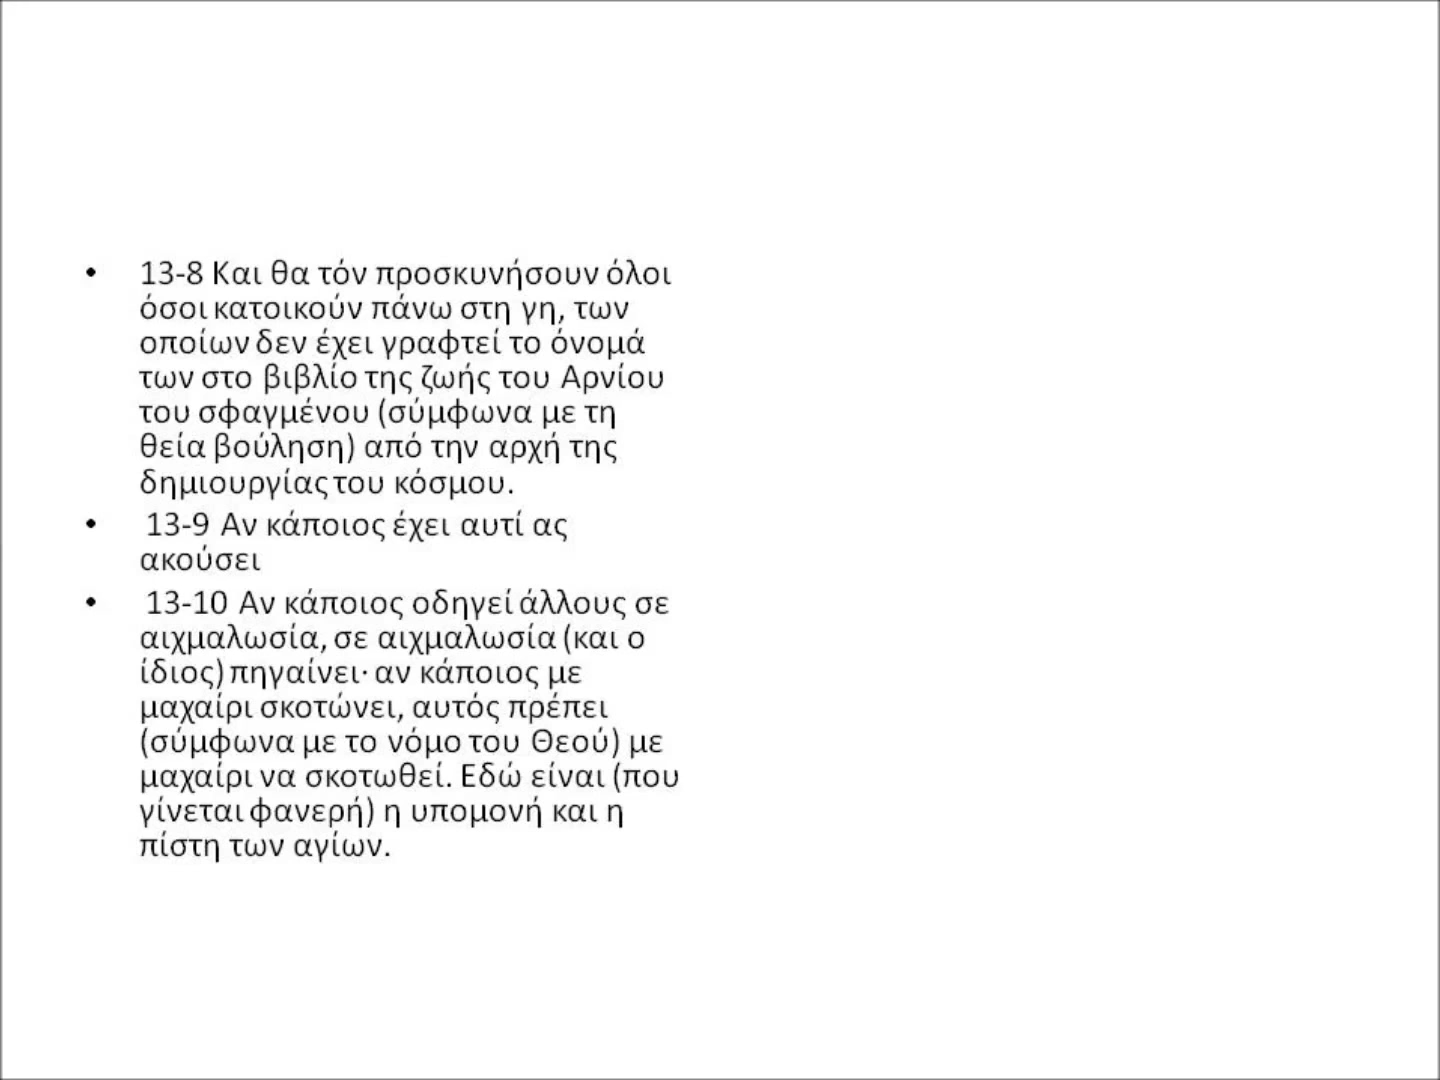 • 13-8 Και θα τόν προσκυνήσουν όλοι
όσοι κατοικούν πάνω στη γη, των
οποίων δεν έχει γραφτεί το όνομά
των στο βιβλίο της ζωής του Αρνίου
του σφαγμένου (σύμφωνα με τη
θεία βούληση) από την αρχή της
δημιουργίας του κόσμου.
• 13-9 Αν κάποιος έχει αυτί ας
ακούσει
• 13-10 Αν κάποιος οδηγεί άλλους σε
αιχμαλωσία, σε αιχμαλωσία (και ο
ίδιος) πηγαίνει· αν κάποιος με
μαχαίρι σκοτώνει, αυτός πρέπει
(σύμφωνα με το νόμο του Θεού) με
μαχαίρι να σκοτωθεί. Εδώ είναι (που
γίνεται φανερή) η υπομονή και η
πίστη των αγίων.